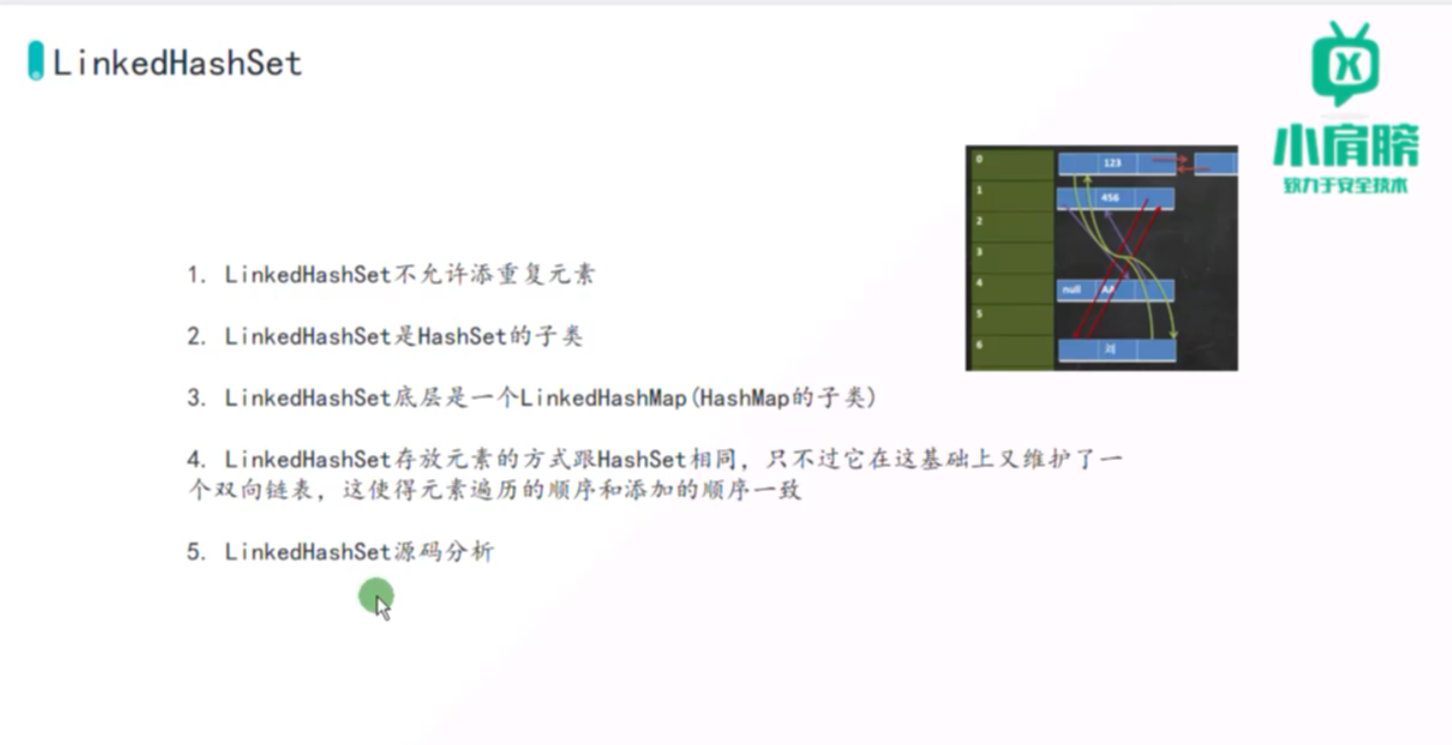 LinkedHashSet
小肩膀
致力于安全技术
0
123
1
456
2
3
4
null AA
5
6
刘
1. LinkedHashSet不允许添重复元素
2. LinkedHashSet是HashSet的子类
3. LinkedHashSet底层是一个LinkedHashMap(HashMap的子类)
4. LinkedHashSet存放元素的方式跟HashSet相同，只不过它在这基础上又维护了一
个双向链表，这使得元素遍历的顺序和添加的顺序一致
5. LinkedHashSet源码分析